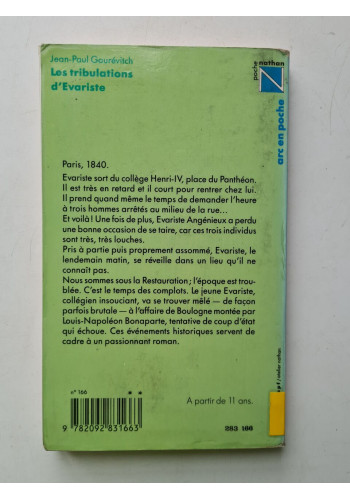 Jean-Paul Gourévitch
Les tribulations
d'Evariste
poche nathan
arc en poche
Paris, 1840.
Evariste sort du collège Henri-IV, place du Panthéon.
Il est très en retard et il court pour rentrer chez lui.
Il prend quand même le temps de demander l'heure
à trois hommes arrêtés au milieu de la rue...
Et voilà ! Une fois de plus, Evariste Angénieux a perdu
une bonne occasion de se taire, car ces trois individus
sont très, très louches.
Pris à partie puis proprement assommé, Evariste, le
lendemain matin, se réveille dans un lieu qu'il ne
connaît pas.
Nous sommes sous la Restauration ; l'époque est trou-
blée. C'est le temps des complots. Le jeune Evariste,
collégien insouciant, va se trouver mêlé — de façon
parfois brutale — à l'affaire de Boulogne montée par
Louis-Napoléon Bonaparte, tentative de coup d'état
qui échoue. Ces événements historiques servent de
cadre à un passionnant roman.
n° 166
**
A partir de 11 ans.
9 782092 831663
283 166